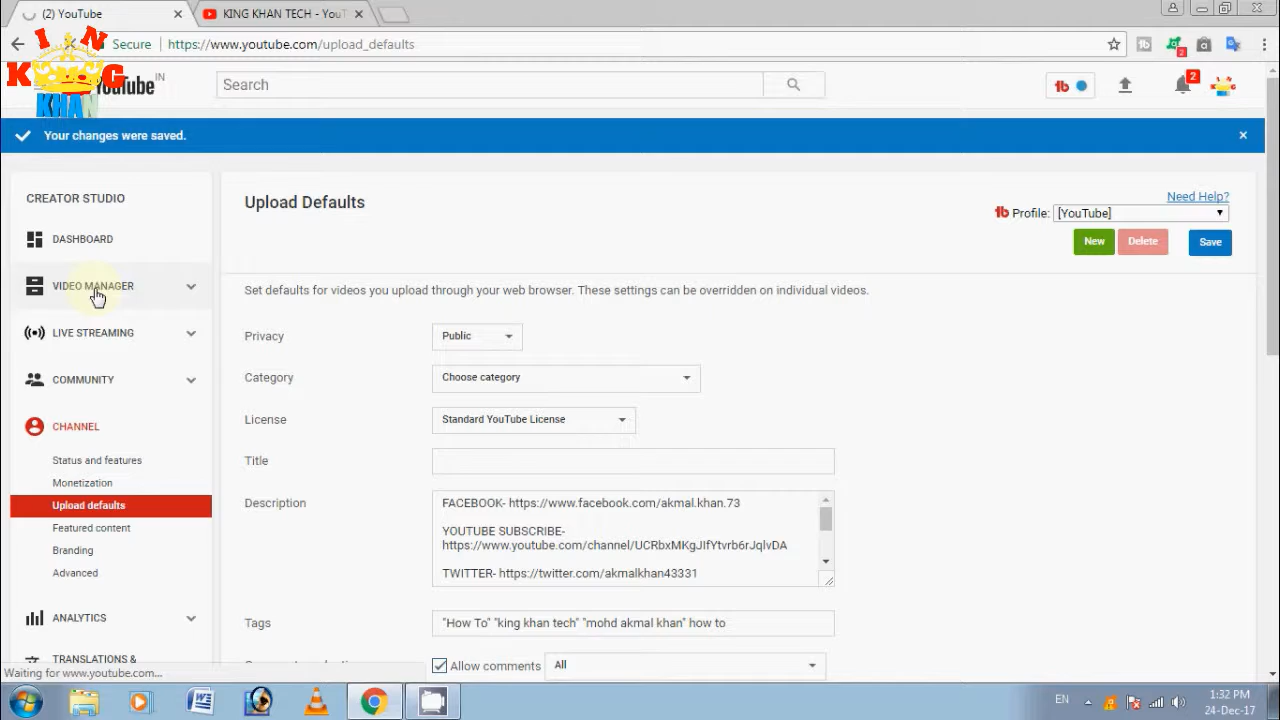 (2) YouTube
KING KHAN TECH - YouT
Secure
https://www.youtube.com/upload_defaults
KING
KHAN
YouTube IN
Search
2
2
Your changes were saved.
CREATOR STUDIO
DASHBOARD
VIDEO MANAGER
LIVE STREAMING
COMMUNITY
CHANNEL
Status and features
Monetization
Upload defaults
Featured content
Branding
Advanced
ANALYTICS
TRANSLATIONS &
Upload Defaults
Need Help?
Profile: [YouTube]
New
Delete
Save
Set defaults for videos you upload through your web browser. These settings can be overridden on individual videos.
Privacy
Public
Category
Choose category
License
Standard YouTube License
Title
Description
FACEBOOK- https://www.facebook.com/akmal.khan.73
YOUTUBE SUBSCRIBE-
https://www.youtube.com/channel/UCRbxMKgJIfYtvrb6rJqlvDA
TWITTER- https://twitter.com/akmalkhan43331
Tags
"How To" "king khan tech" "mohd akmal khan" how to
Allow comments
All
Waiting for www.youtube.com...
EN
1:32 PM
24-Dec-17